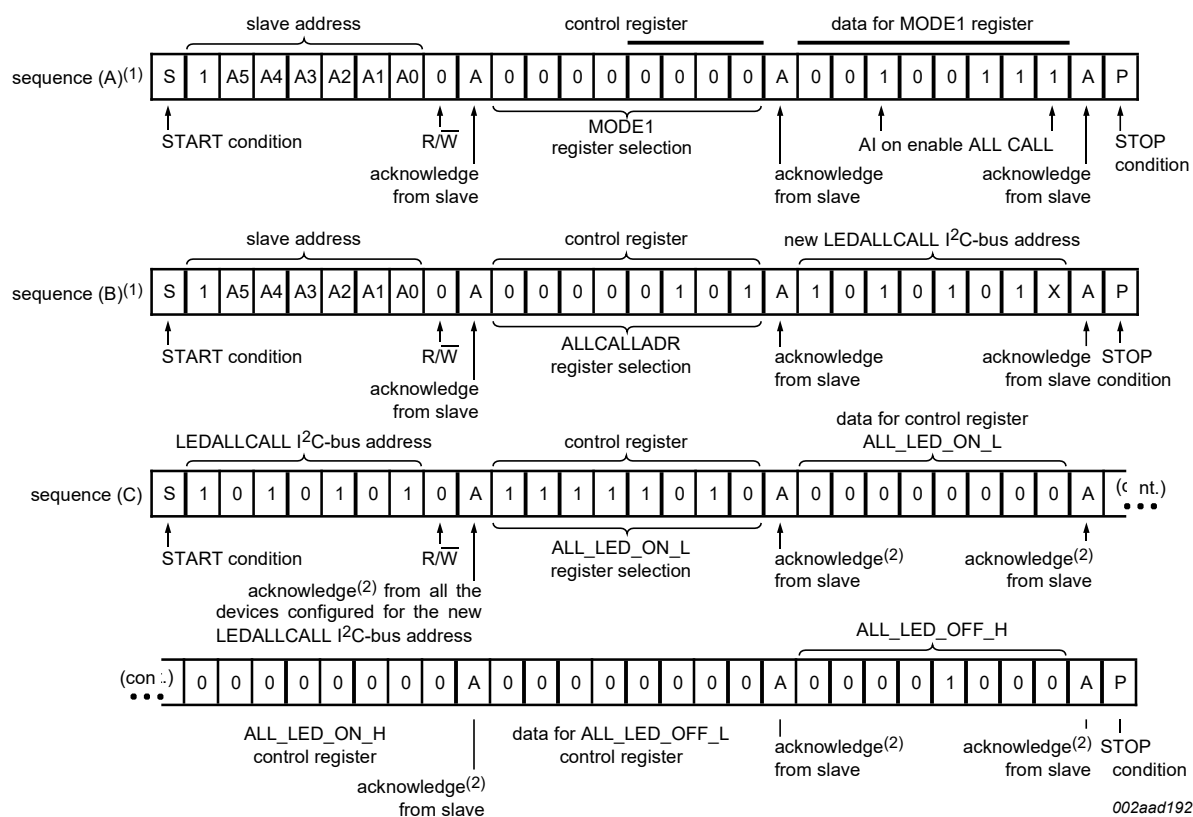 slave address control register data for MODE1 register
sequence (A)(1) S 1 A5 A4 A3 A2 A1 A0 0 A 0 0 0 0 0 0 0 0 A 0 0 1 0 0 1 1 1 A P
START condition R/W MODE1 AI on enable ALL CALL STOP
register selection condition
acknowledge acknowledge acknowledge
from slave from slave from slave
slave address control register new LEDALLCALL I2C-bus address
sequence (B)(1) S 1 A5 A4 A3 A2 A1 A0 0 A 0 0 0 0 0 1 0 1 A 1 0 1 0 1 0 1 X A P
START condition R/W ALLCALLADR acknowledge acknowledge STOP
register selection from slave from slave condition
acknowledge
from slave
data for control register
LEDALLCALL I2C-bus address control register ALL_LED_ON_L
sequence (C) S 1 0 1 0 1 0 1 0 A 1 1 1 1 1 0 1 0 A 0 0 0 0 0 0 0 0 A (c nt.)
START condition R/W ALL_LED_ON_L acknowledge(2) acknowledge(2)
register selection from slave from slave
acknowledge(2) from all the
devices configured for the new
LEDALLCALL I2C-bus address
ALL_LED_OFF_H
(con .) 0 0 0 0 0 0 0 0 A 0 0 0 0 0 0 0 0 A 0 0 0 0 1 0 0 0 A P
ALL_LED_ON_H data for ALL_LED_OFF_L acknowledge(2) acknowledge(2) STOP
control register control register from slave from slave condition
acknowledge(2)
from slave
002aad192